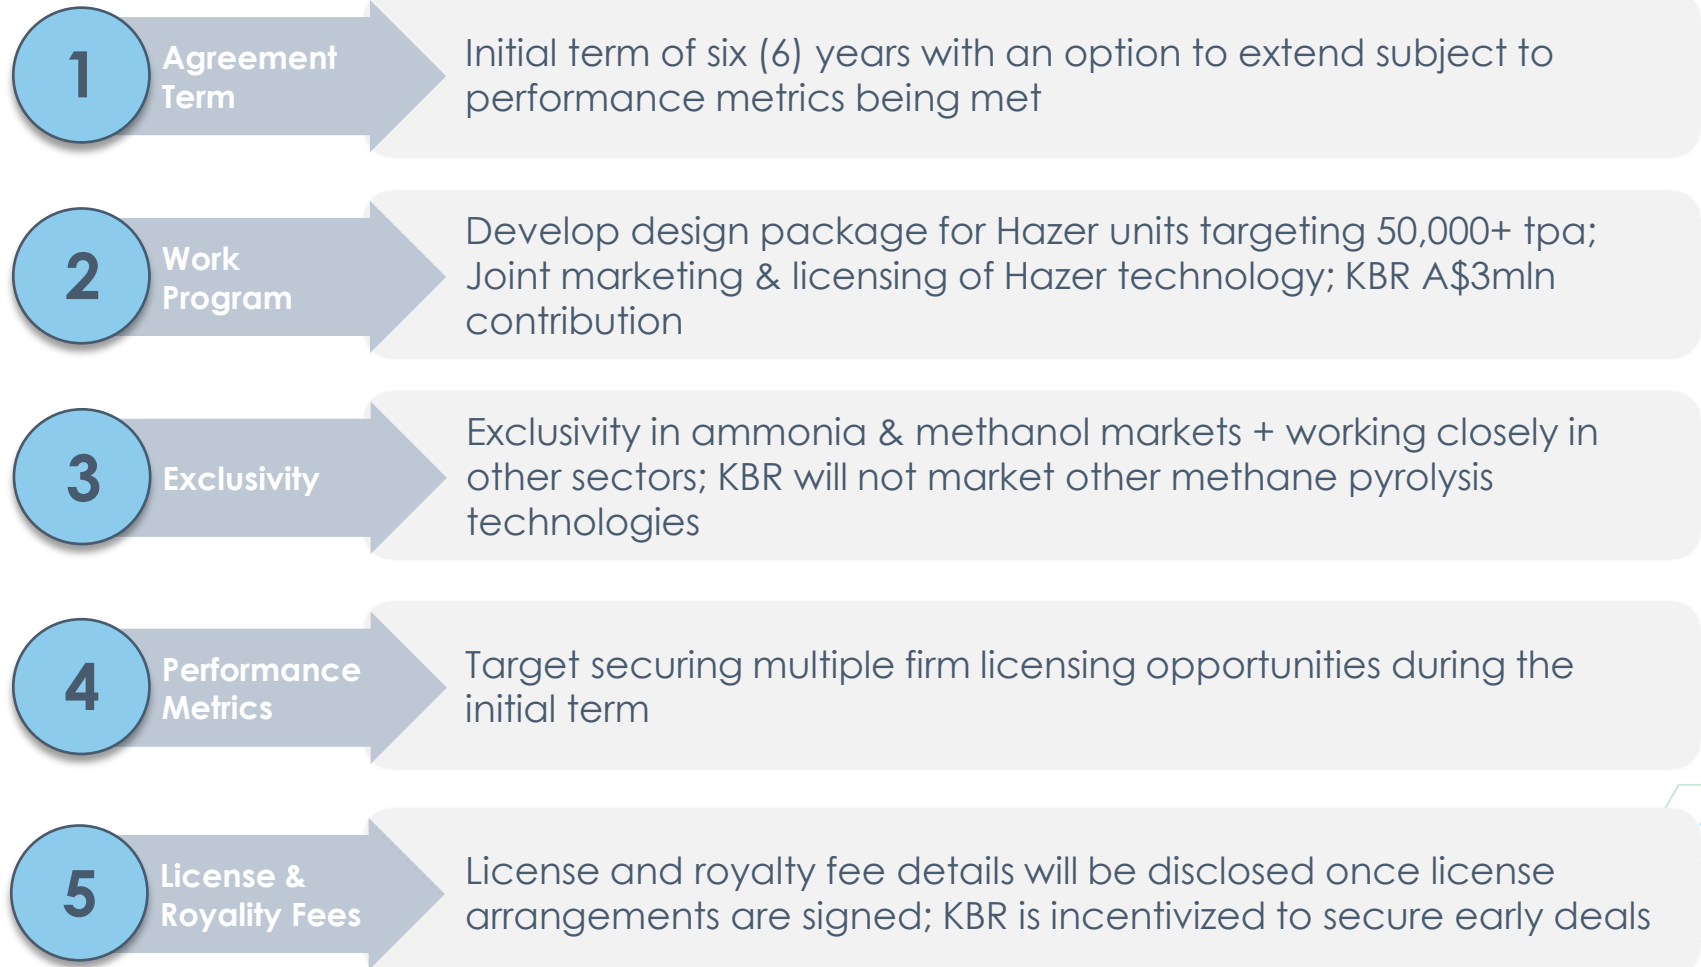 1
Agreement
Term
Initial term of six (6) years with an option to extend subject to
performance metrics being met
2
Work
Program
Develop design package for Hazer units targeting 50,000+ tpa;
Joint marketing & licensing of Hazer technology; KBR A$3mln
contribution
3
Exclusivity
Exclusivity in ammonia & methanol markets + working closely in
other sectors; KBR will not market other methane pyrolysis
technologies
4
Performance
Metrics
Target securing multiple firm licensing opportunities during the
initial term
5
License &
Royality Fees
License and royalty fee details will be disclosed once license
arrangements are signed; KBR is incentivized to secure early deals